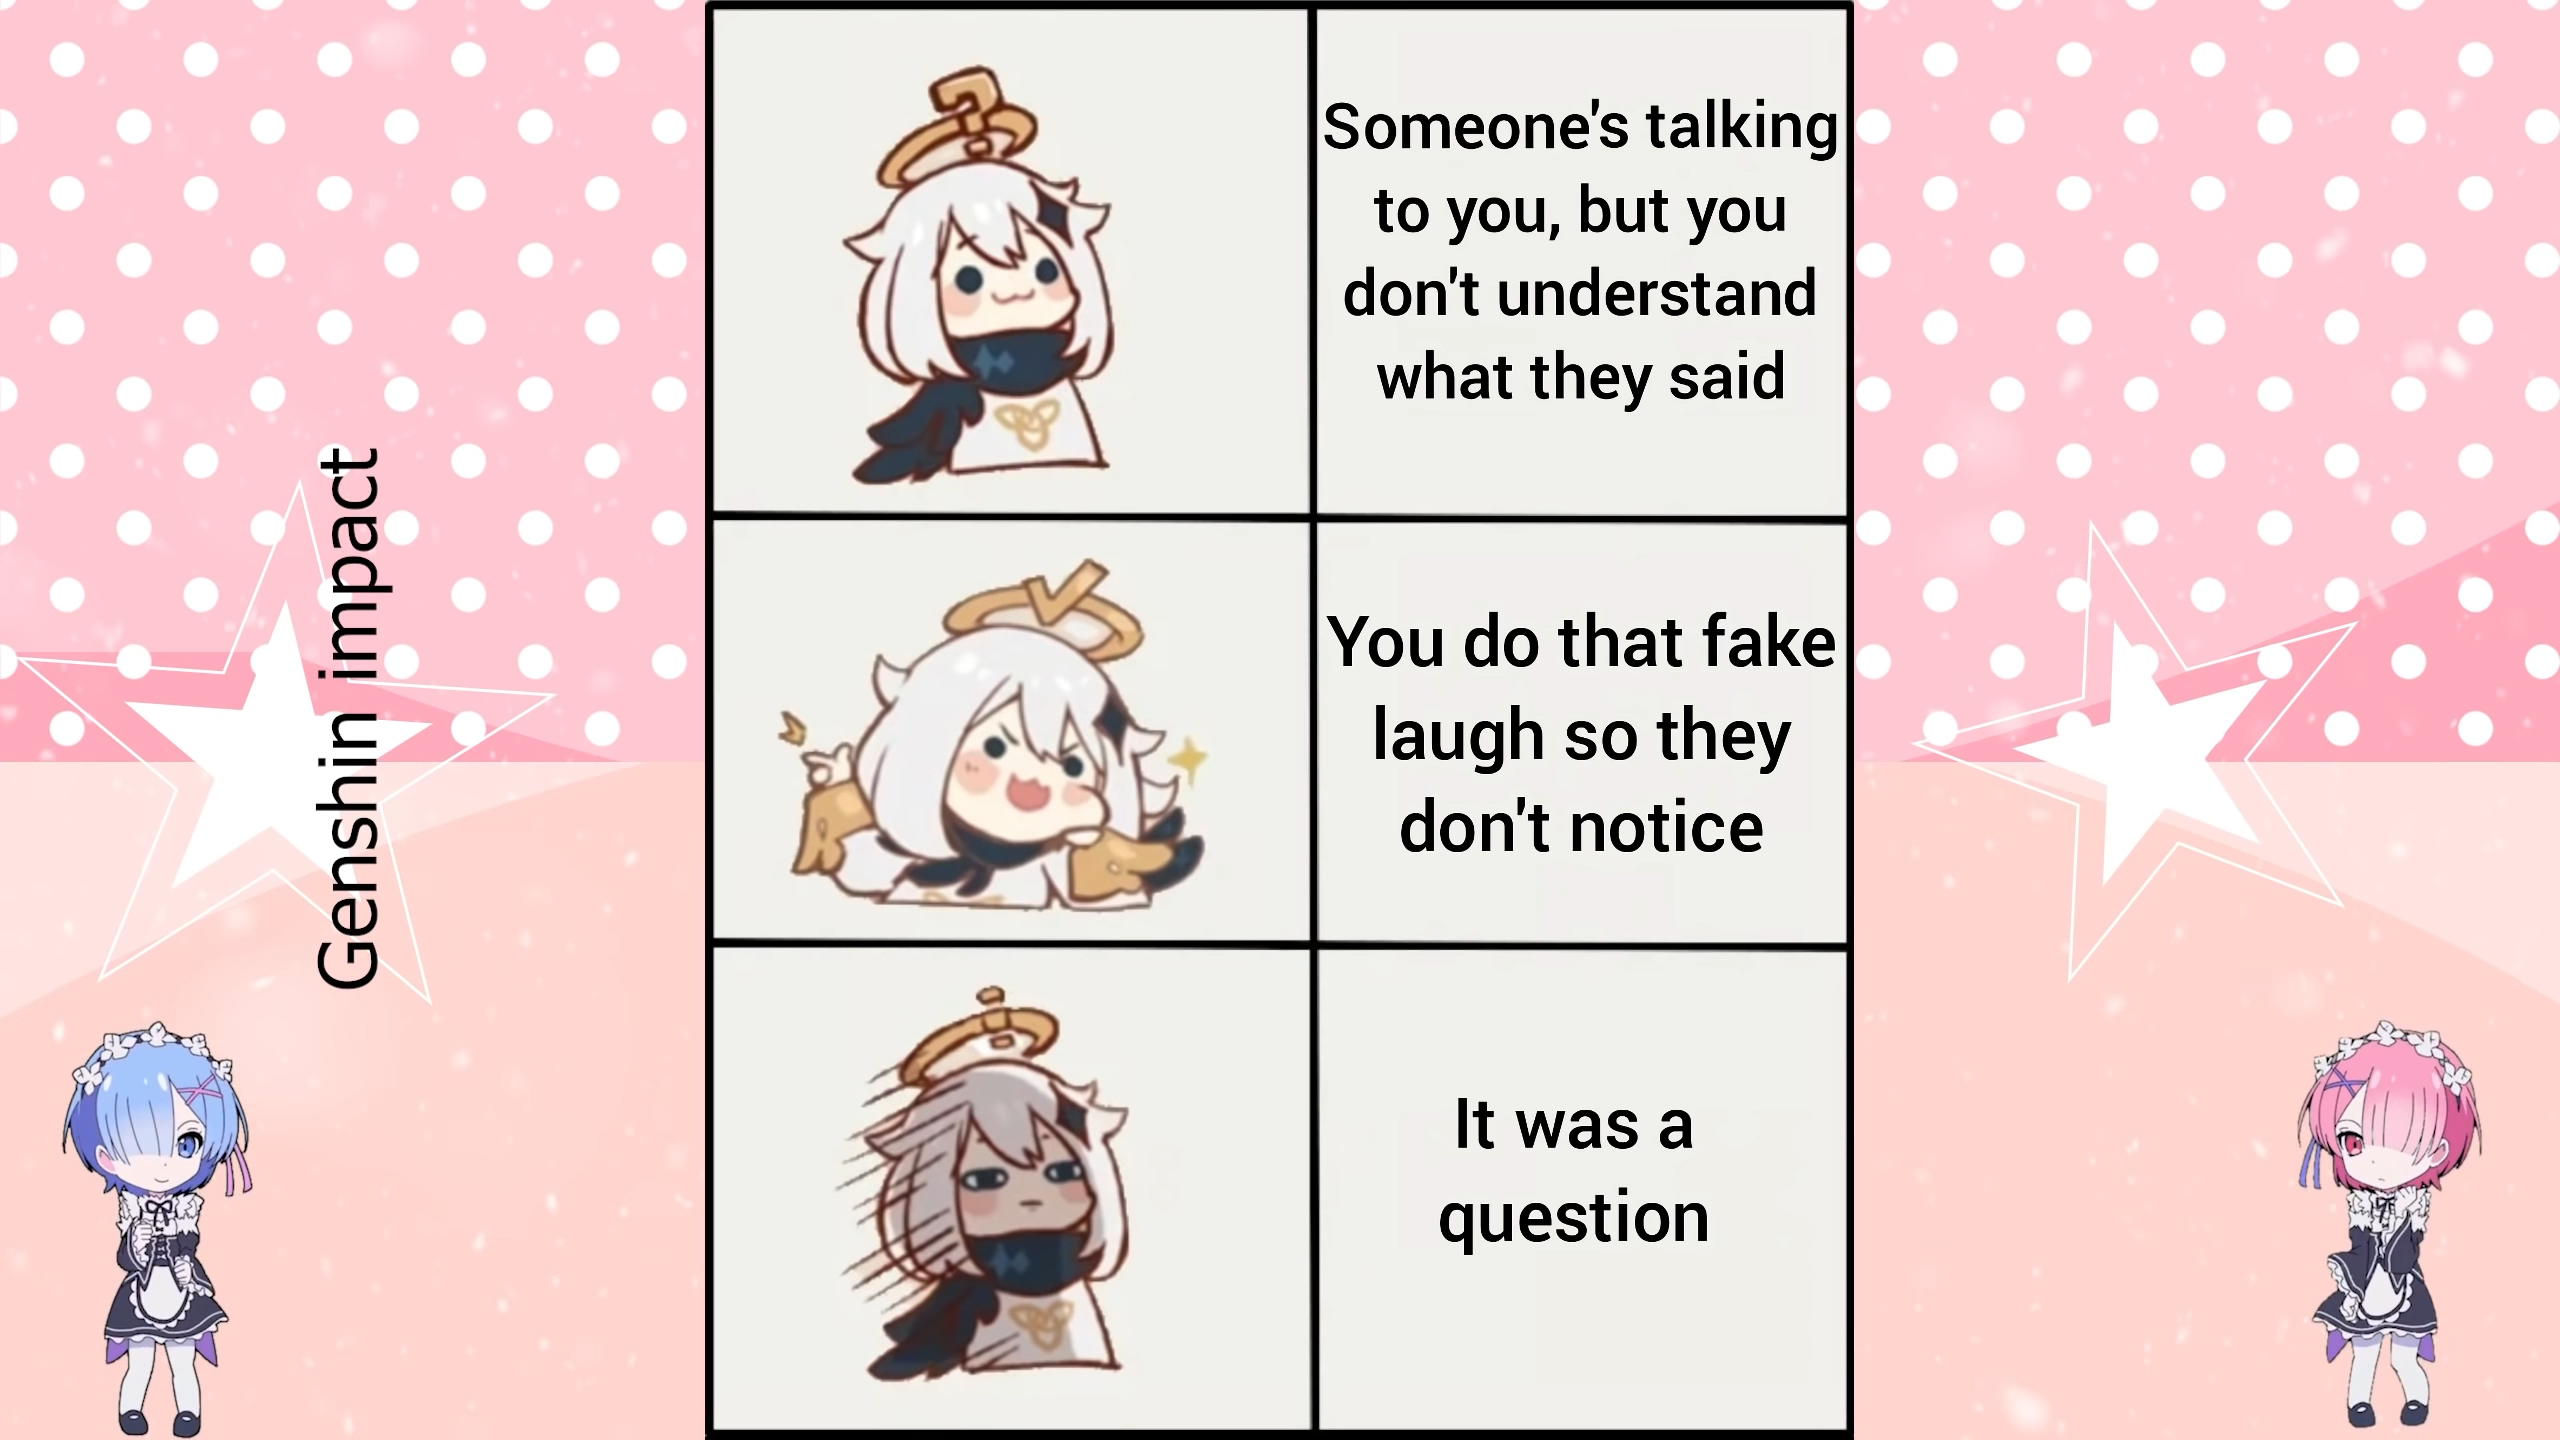 Genshin impact
Someone's talking
to you, but you
don't understand
what they said
You do that fake
laugh so they
don't notice
It was a
question